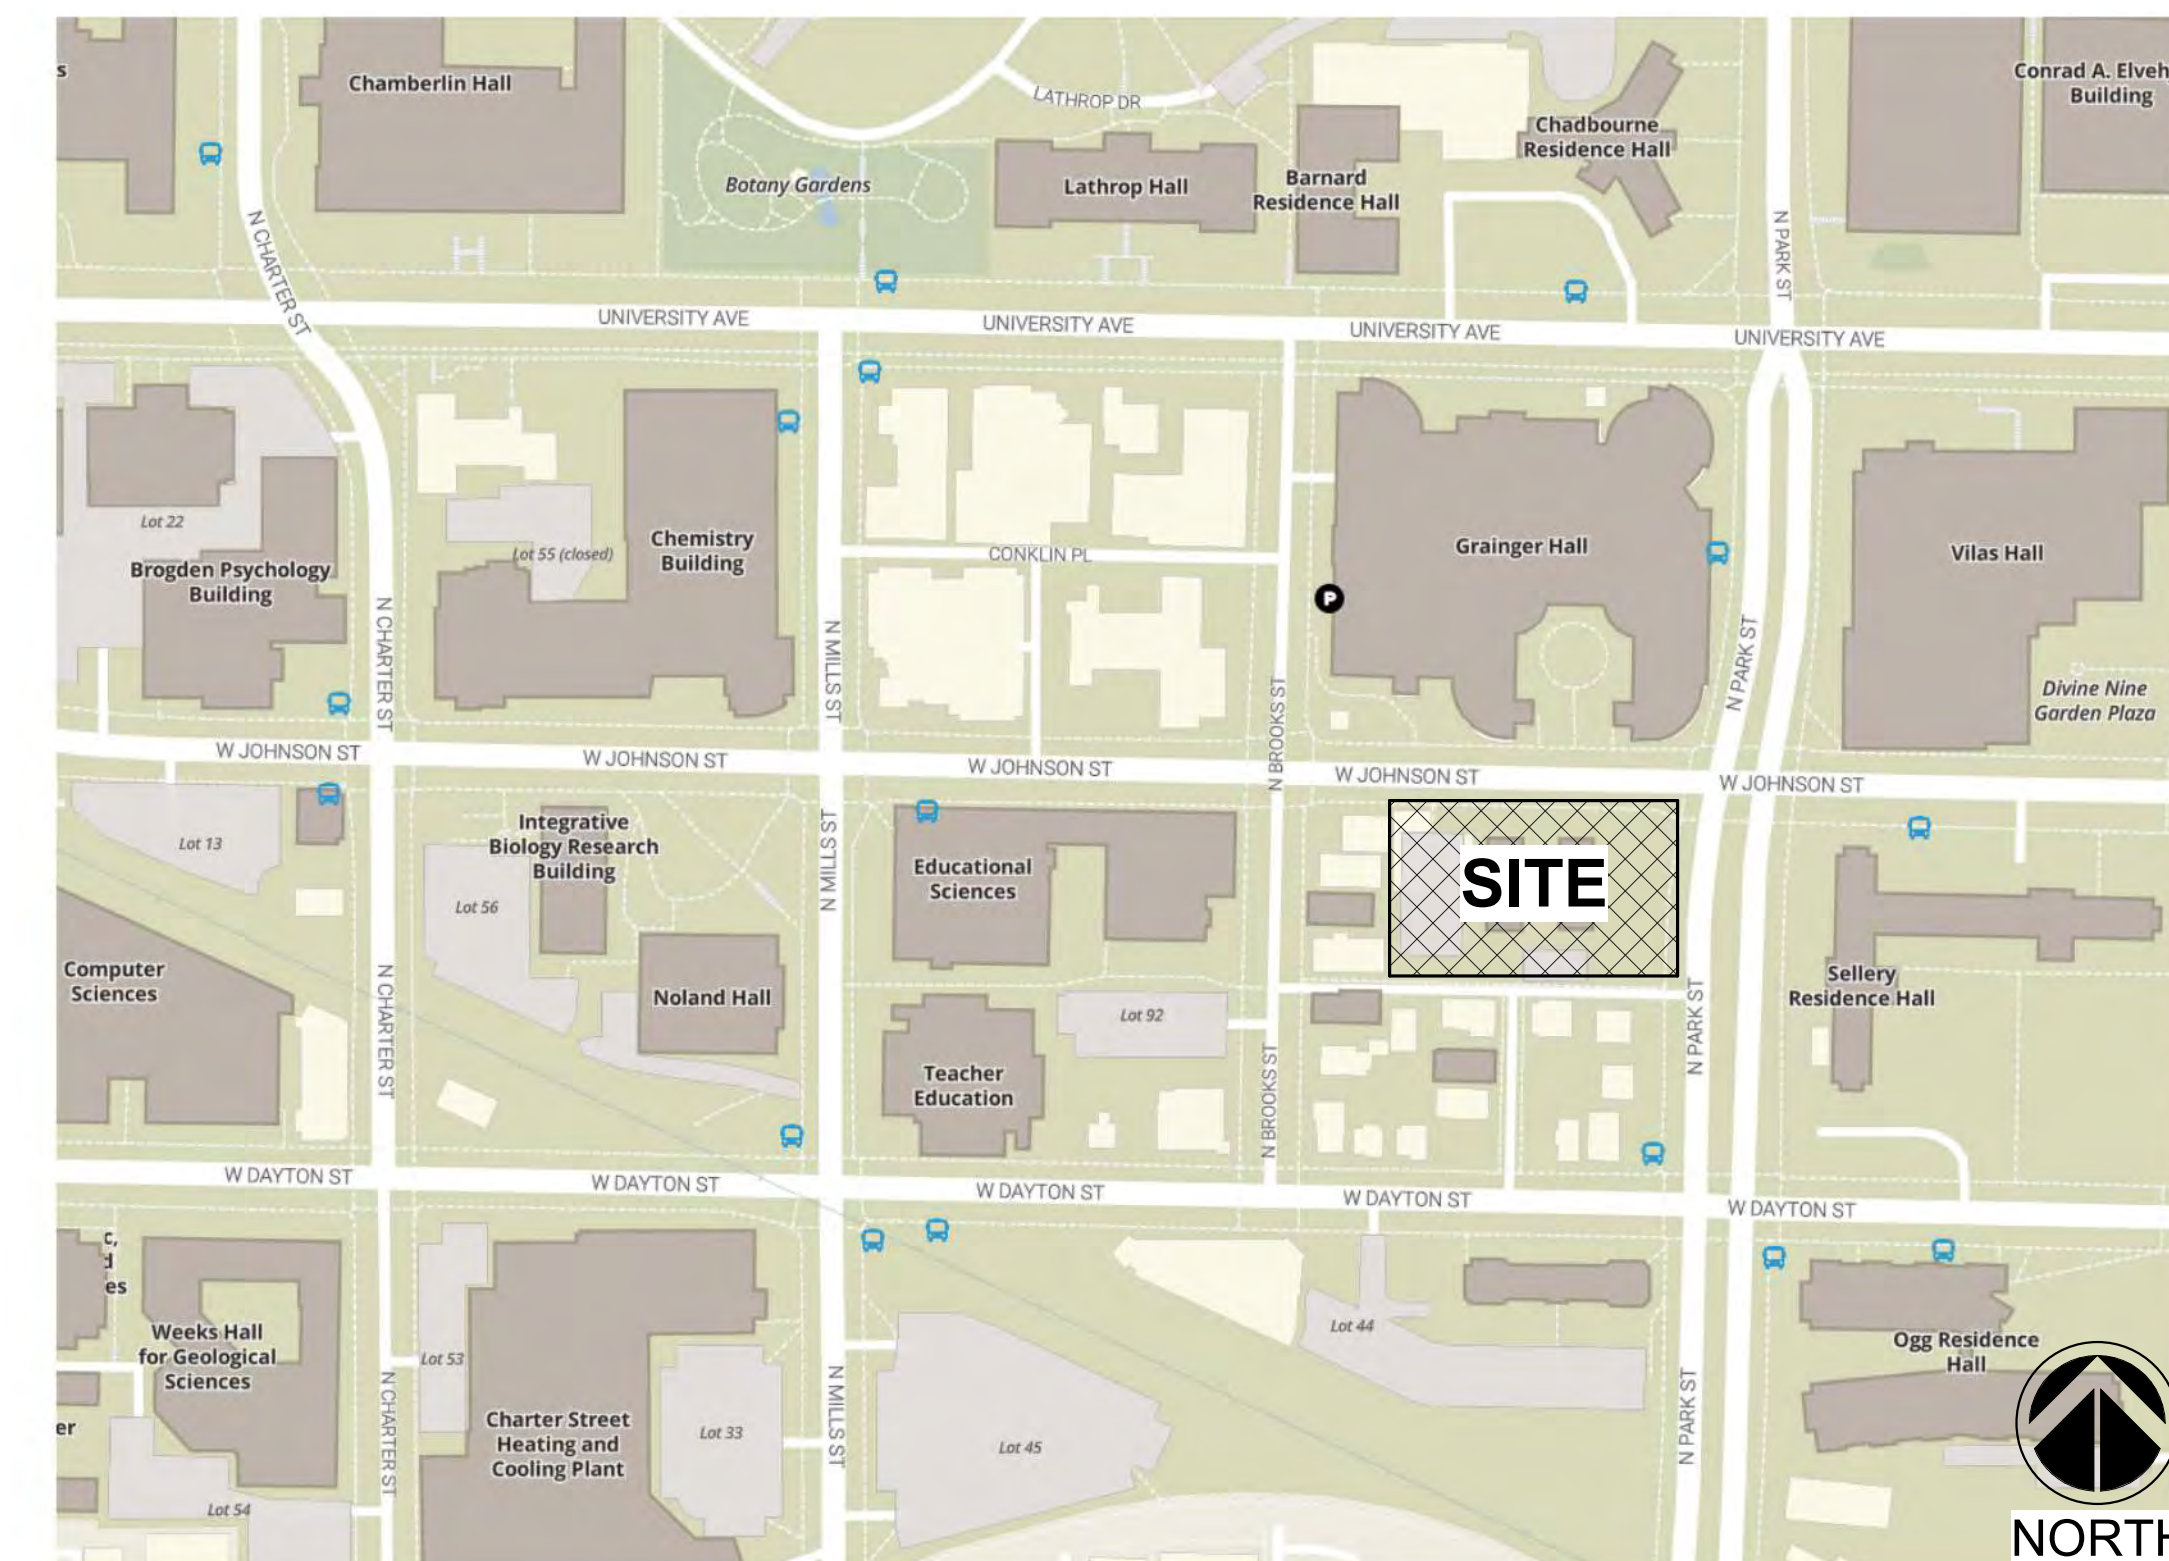 s
Chamberlin Hall
LATHROP DR
Conrad A. Elveh
Building
Chadbourne
Residence Hall
Botany Gardens
Lathrop Hall
Barnard
Residence Hall
N CHARTER ST
N PARK ST
UNIVERSITY AVE
UNIVERSITY AVE
UNIVERSITY AVE
UNIVERSITY AVE
Lot 22
Brogden Psychology
Building
Lot 55 (closed)
Chemistry
Building
CONKLIN PL
Grainger Hall
Vilas Hall
P
N CHARTER ST
N MILLS ST
N BROOKS ST
N PARK ST
Divine Nine
Garden Plaza
W JOHNSON ST
W JOHNSON ST
W JOHNSON ST
W JOHNSON ST
W JOHNSON ST
Lot 13
Integrative
Biology Research
Building
Lot 56
N MILLS ST
Educational
Sciences
SITE
Computer
Sciences
N CHARTER ST
Noland Hall
Lot 92
Teacher
Education
N BROOKS ST
N PARK ST
Sellery
Residence Hall
W DAYTON ST
W DAYTON ST
W DAYTON ST
W DAYTON ST
W DAYTON ST
c,
d
es
Weeks Hall
for Geological
Sciences
Lot 53
Lot 44
Ogg Residence
Hall
er
N CHARTER ST
Charter Street
Heating and
Cooling Plant
Lot 33
N MILLS ST
Lot 45
N PARK ST
Lot 54
NORTH